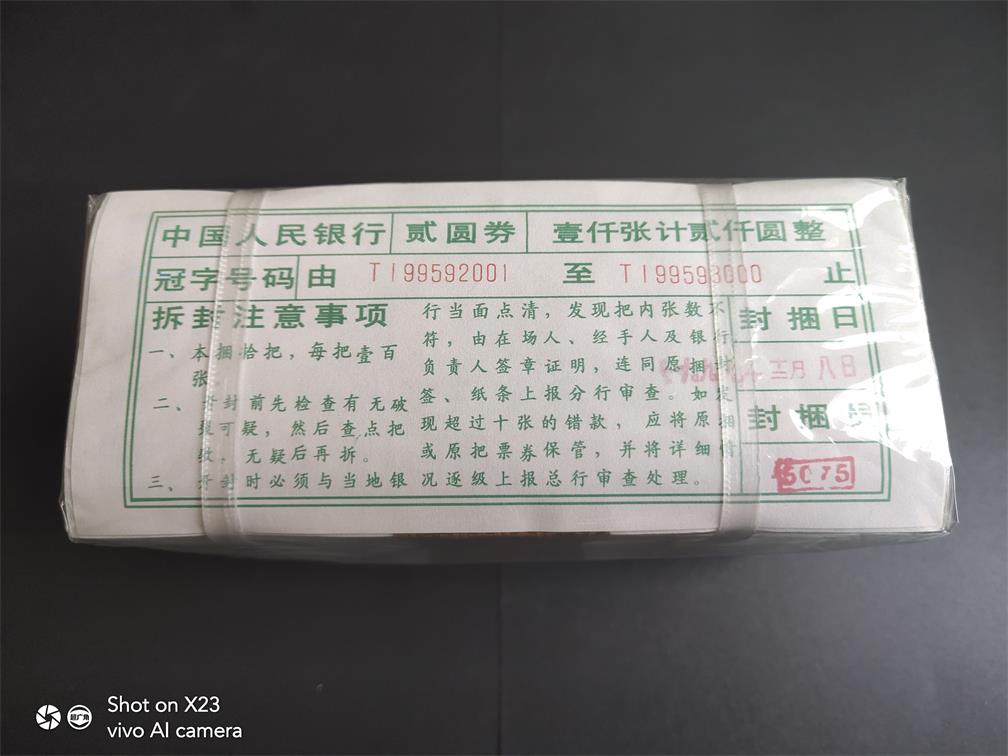 中国人民银行 贰圆券 壹仟张计贰仟圆整
冠字号码 由 TI99592001 至 TI99593000 止
拆封注意事项
一、本捆拾把，每把壹百
张
二、开封前先检查有无破
裂可疑，然后查点把
数，无疑后再拆。
三、开封时必须与当地银
行当面点清，发现把内张数不
符，由在场人、经手人及银行
负责人签章证明，连同原捆封
签、纸条上报分行审查。如发
现超过十张的错款，应将原捆
或原把票券保管，并将详细情
况逐级上报总行审查处理。
封捆日
月八日
封捆员
5075
Shot on X23
超广角
vivo AI camera